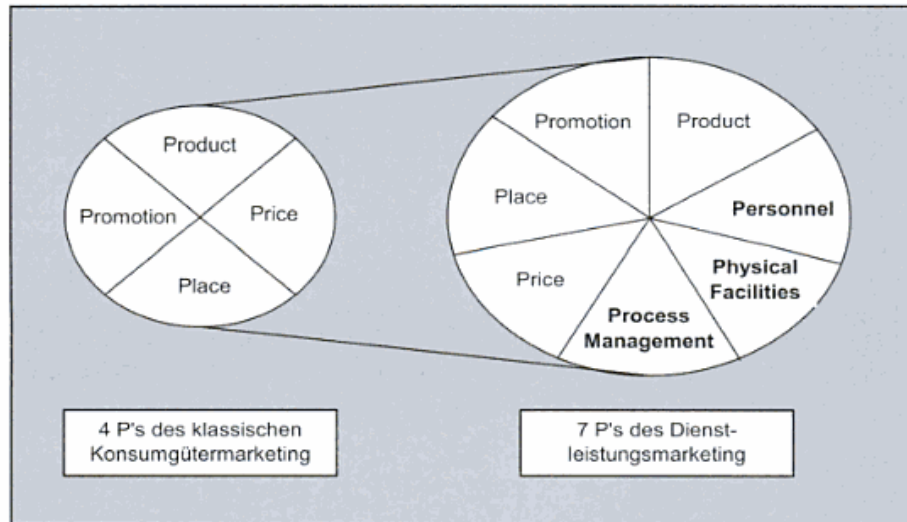 Product
Promotion
Price
Place
Promotion
Product
Place
Personnel
Price
Physical
Facilities
Process
Management
4 P's des klassischen
Konsumgütermarketing
7 P's des Dienst-
leistungsmarketing